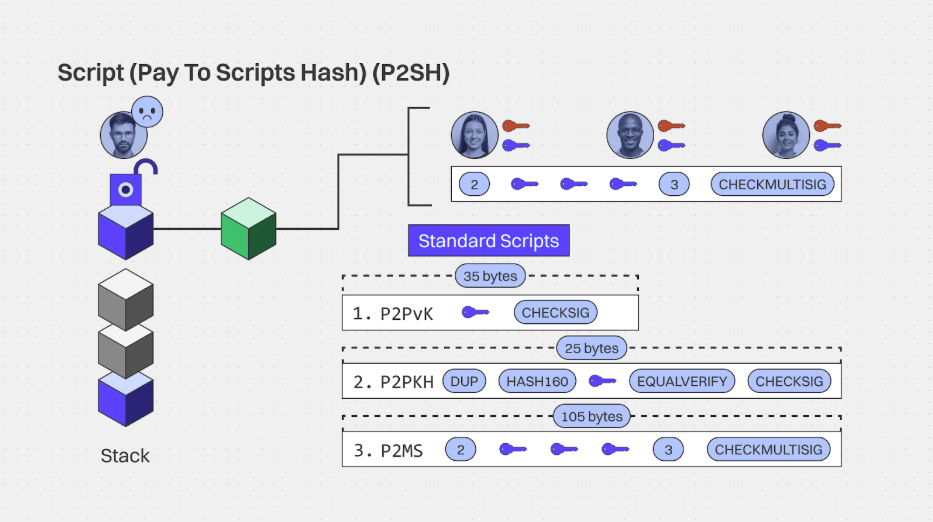 Script (Pay To Scripts Hash) (P2SH)
2 3 CHECKMULTISIG
Standard Scripts
35 bytes
1. P2PvK CHECKSIG
25 bytes
2. P2PKH DUP HASH160 EQUALVERIFY CHECKSIG
105 bytes
3. P2MS 2 3 CHECKMULTISIG
Stack